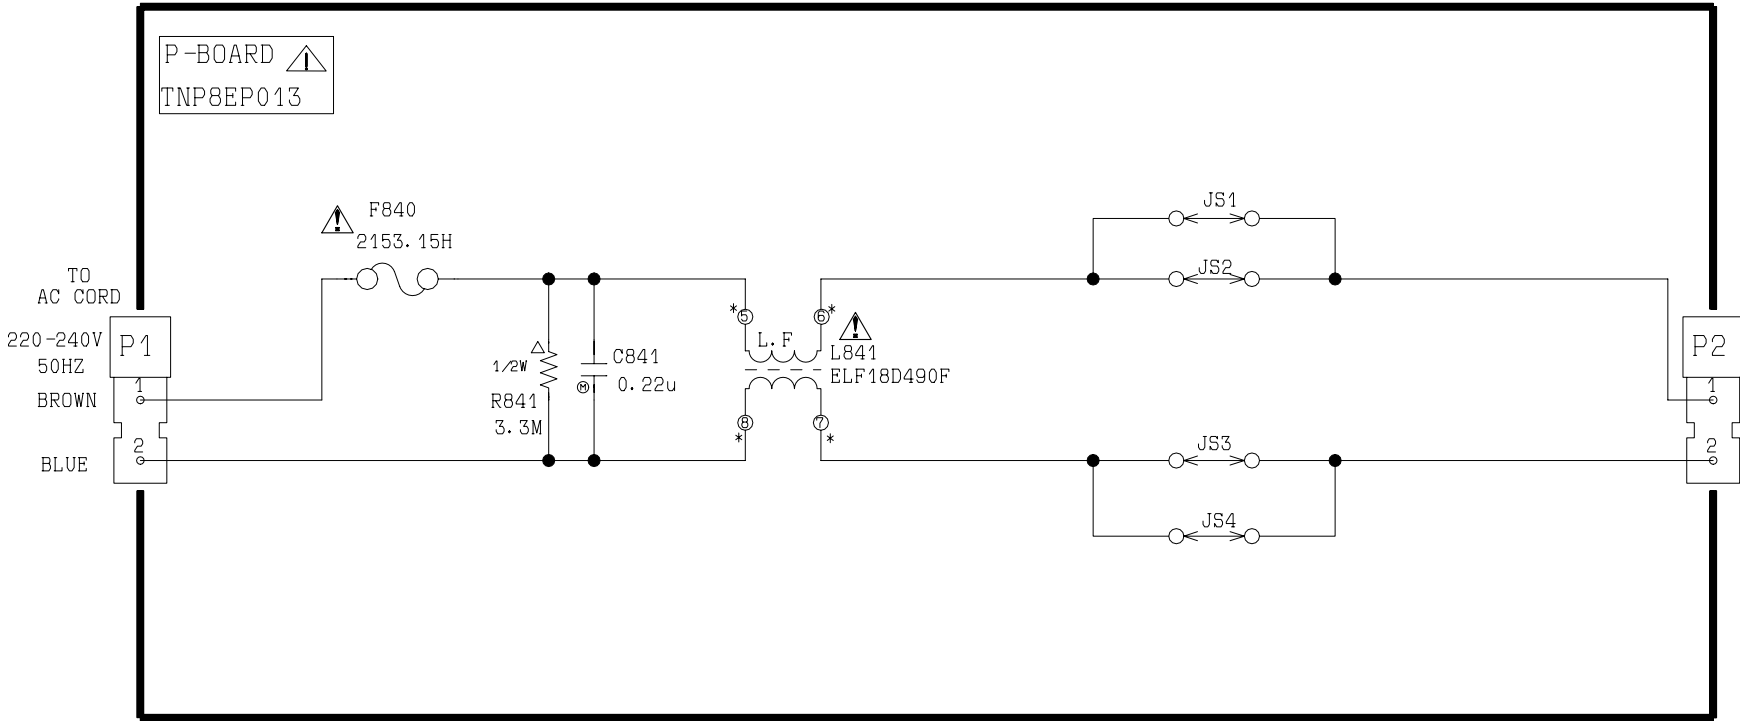 P-BOARD
TNP8EP013
JS1
F840
2153.15H
JS2
TO
AC CORD
*5 6*
220-240V
50HZ
P1
L.F
L841
ELF18D490F
P2
1/2W
C841
0.22u
M
1
BROWN
R841
3.3M
1
8 7
* *
2
BLUE
JS3
2
JS4